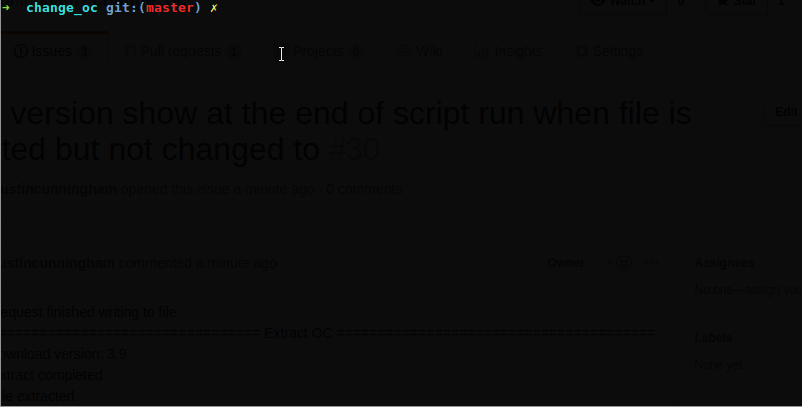 ➜ change_oc git:(master) ✗
Watch 0 Star 1
Issues 3 Pull requests 1 Projects 0 Wiki Insights Settings
version show at the end of script run when file is
Edit
ted but not changed to #30
ustincunningham opened this issue a minute ago · 0 comments
ustincunningham commented a minute ago
Owner
Assignees
No one—assign you
equest finished writing to file
================================ Extract OC =======================================
Labels
ownload version: 3.9
None yet
xtract completed
le extracted